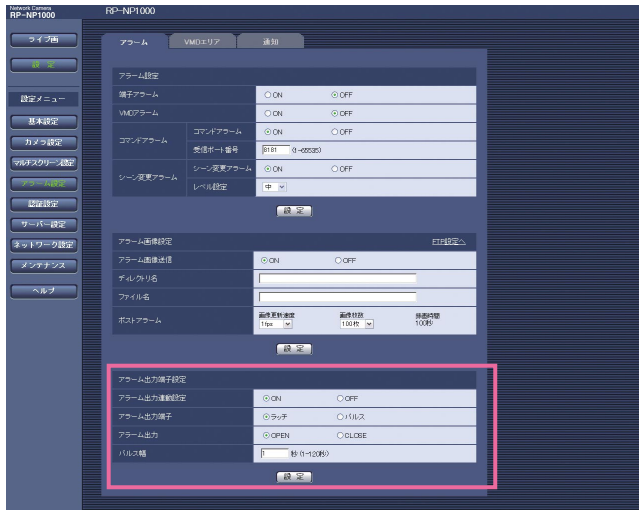 Network Camera
RP-NP1000
RP-NP1000
ライブ画
設 定
設定メニュー
基本設定
カメラ設定
マルチスクリーン設定
アラーム設定
認証設定
サーバー設定
ネットワーク設定
メンテナンス
ヘルプ
アラーム VMDエリア 通知
アラーム設定
端子アラーム ON OFF
VMDアラーム ON OFF
コマンドアラーム コマンドアラーム ON OFF
受信ポート番号 8181 (1-65535)
シーン変更アラーム シーン変更アラーム ON OFF
レベル設定 中
設 定
アラーム画像設定 FTP設定へ
アラーム画像送信 ON OFF
ディレクトリ名
ファイル名
ポストアラーム 画像更新速度 画像枚数 録画時間
1fps 100枚 100秒
設 定
アラーム出力端子設定
アラーム出力連動設定 ON OFF
アラーム出力端子 ラッチ パルス
アラーム出力 OPEN CLOSE
パルス幅 1 秒 (1-120秒)
設 定